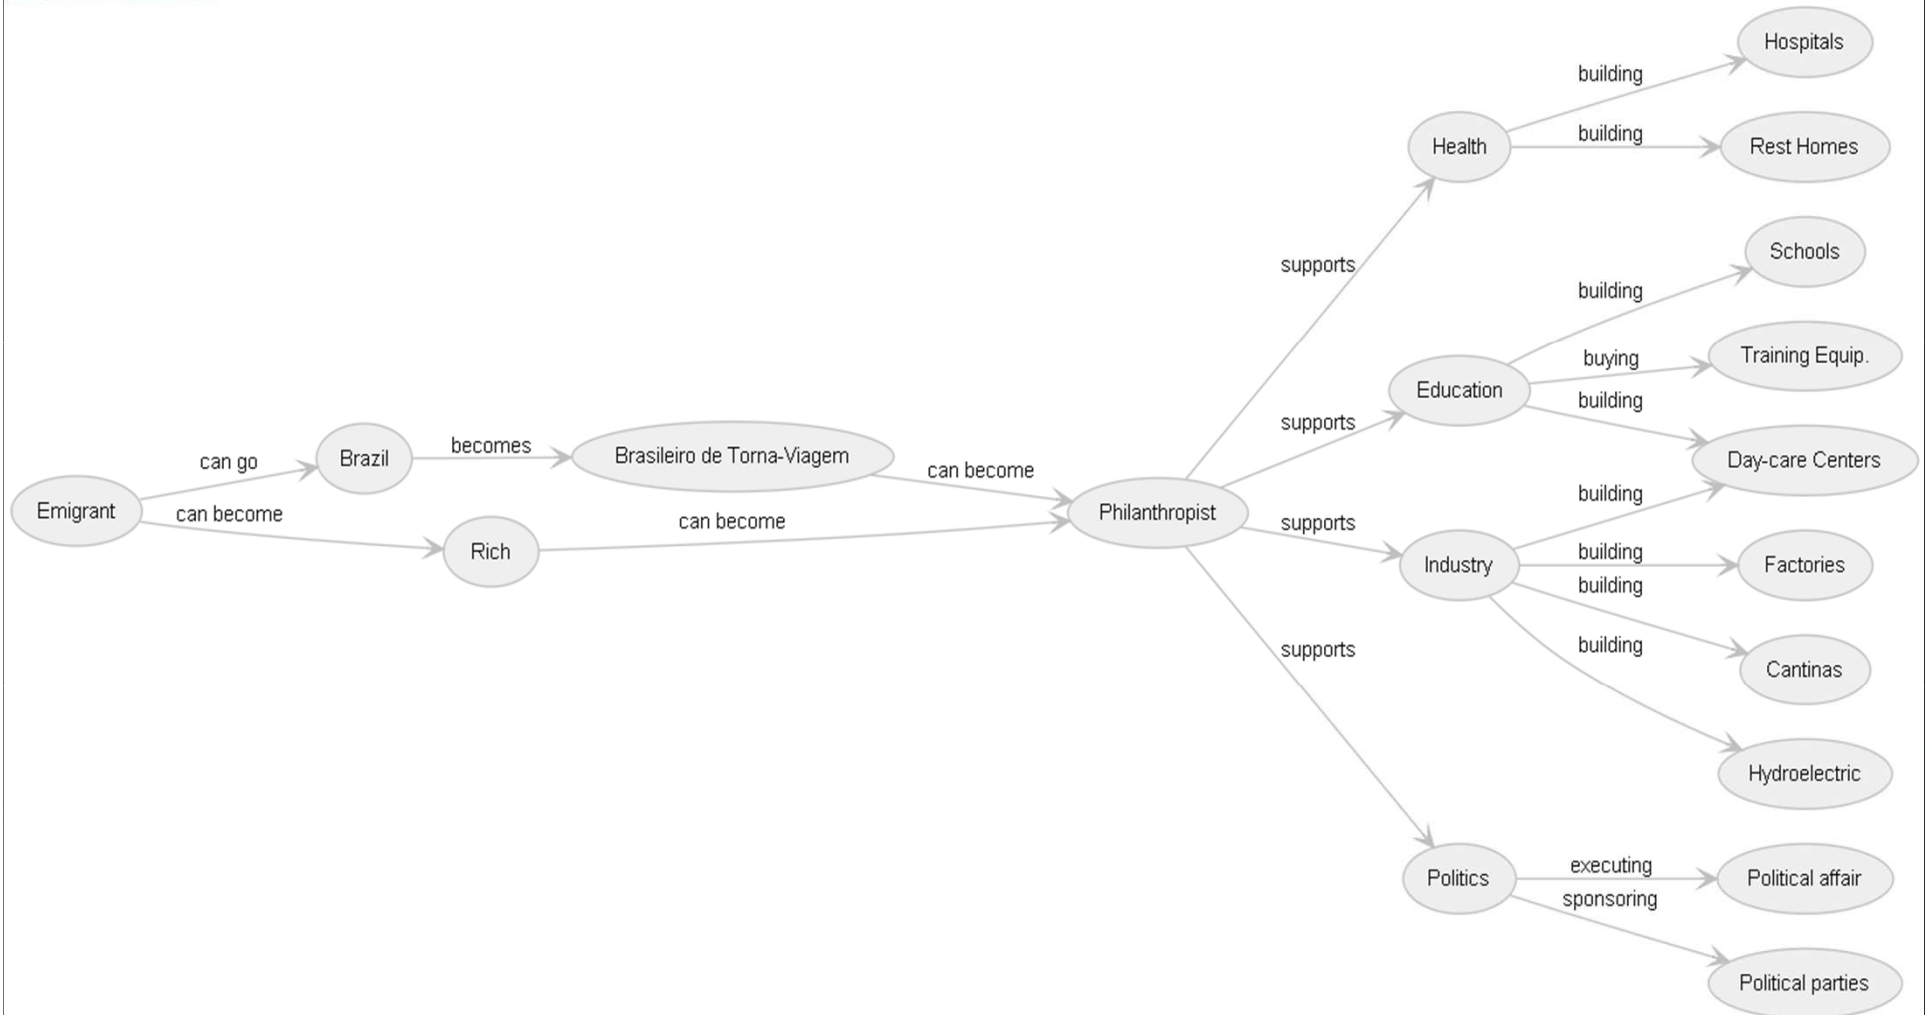 Hospitals
building
Health
building
Rest Homes
supports
Schools
building
buying
Training Equip.
Education
building
supports
Day-care Centers
can go
Brazil
becomes
Brasileiro de Torna-Viagem
can become
building
Emigrant
can become
Rich
can become
Philanthropist
supports
Industry
building
Factories
building
building
Cantinas
supports
Hydroelectric
Politics
executing
Political affair
sponsoring
Political parties